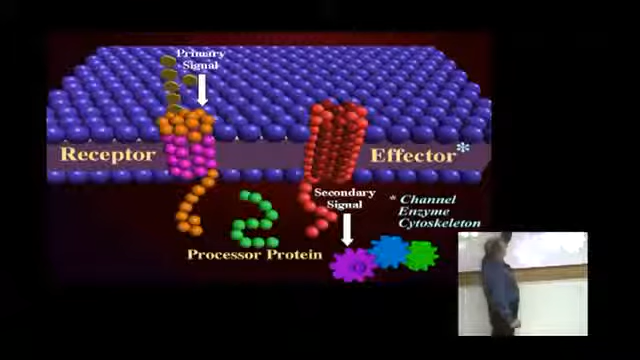 Primary
Signal
Receptor
Effector*
Secondary
Signal
* Channel
Enzyme
Cytoskeleton
Processor Protein